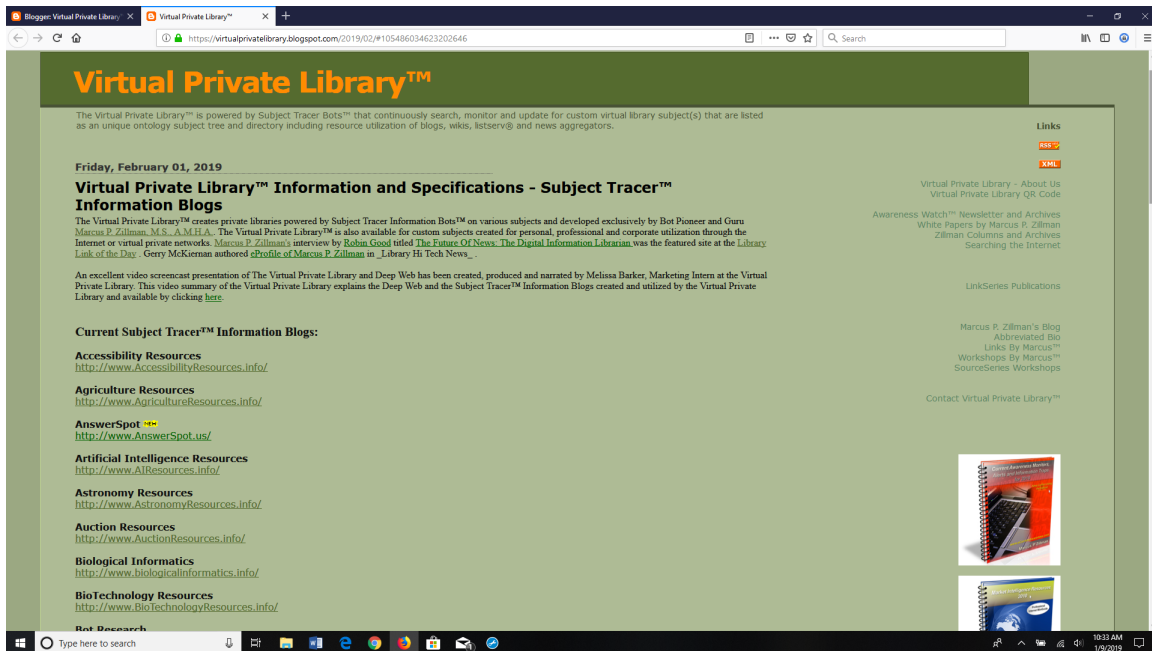 Blogger: Virtual Private Library
Virtual Private Library™
https://virtualprivatelibrary.blogspot.com/2019/02/#105486034623202646
Search
Virtual Private Library™
The Virtual Private Library™ is powered by Subject Tracer Bots™ that continuously search, monitor and update for custom virtual library subject(s) that are listed
as an unique ontology subject tree and directory including resource utilization of blogs, wikis, listserv® and news aggregators.
Friday, February 01, 2019
Virtual Private Library™ Information and Specifications - Subject Tracer™
Information Blogs
The Virtual Private Library™ creates private libraries powered by Subject Tracer Information Bots™ on various subjects and developed exclusively by Bot Pioneer and Guru
Marcus P. Zillman, M.S., A.M.H.A.. The Virtual Private Library™ is also available for custom subjects created for personal, professional and corporate utilization through the
Internet or virtual private networks. Marcus P. Zillman's interview by Robin Good titled The Future Of News: The Digital Information Librarian was the featured site at the Library
Link of the Day . Gerry McKiernan authored eProfile of Marcus P. Zillman in _Library Hi Tech News_ .
An excellent video screencast presentation of The Virtual Private Library and Deep Web has been created, produced and narrated by Melissa Barker, Marketing Intern at the Virtual
Private Library. This video summary of the Virtual Private Library explains the Deep Web and the Subject Tracer™ Information Blogs created and utilized by the Virtual Private
Library and available by clicking here.
Current Subject Tracer™ Information Blogs:
Accessibility Resources
http://www.AccessibilityResources.info/
Agriculture Resources
http://www.AgricultureResources.info/
AnswerSpot NEW
http://www.AnswerSpot.us/
Artificial Intelligence Resources
http://www.AIResources.info/
Astronomy Resources
http://www.AstronomyResources.info/
Auction Resources
http://www.AuctionResources.info/
Biological Informatics
http://www.biologicalinformatics.info/
BioTechnology Resources
http://www.BioTechnologyResources.info/
Bot Research
Links
RSS
XML
Virtual Private Library - About Us
Virtual Private Library QR Code
Awareness Watch™ Newsletter and Archives
White Papers by Marcus P. Zillman
Zillman Columns and Archives
Searching the Internet
LinkSeries Publications
Marcus P. Zillman's Blog
Abbreviated Bio
Links By Marcus™
Workshops By Marcus™
SourceSeries Workshops
Contact Virtual Private Library™
Type here to search
10:33 AM
1/9/2019